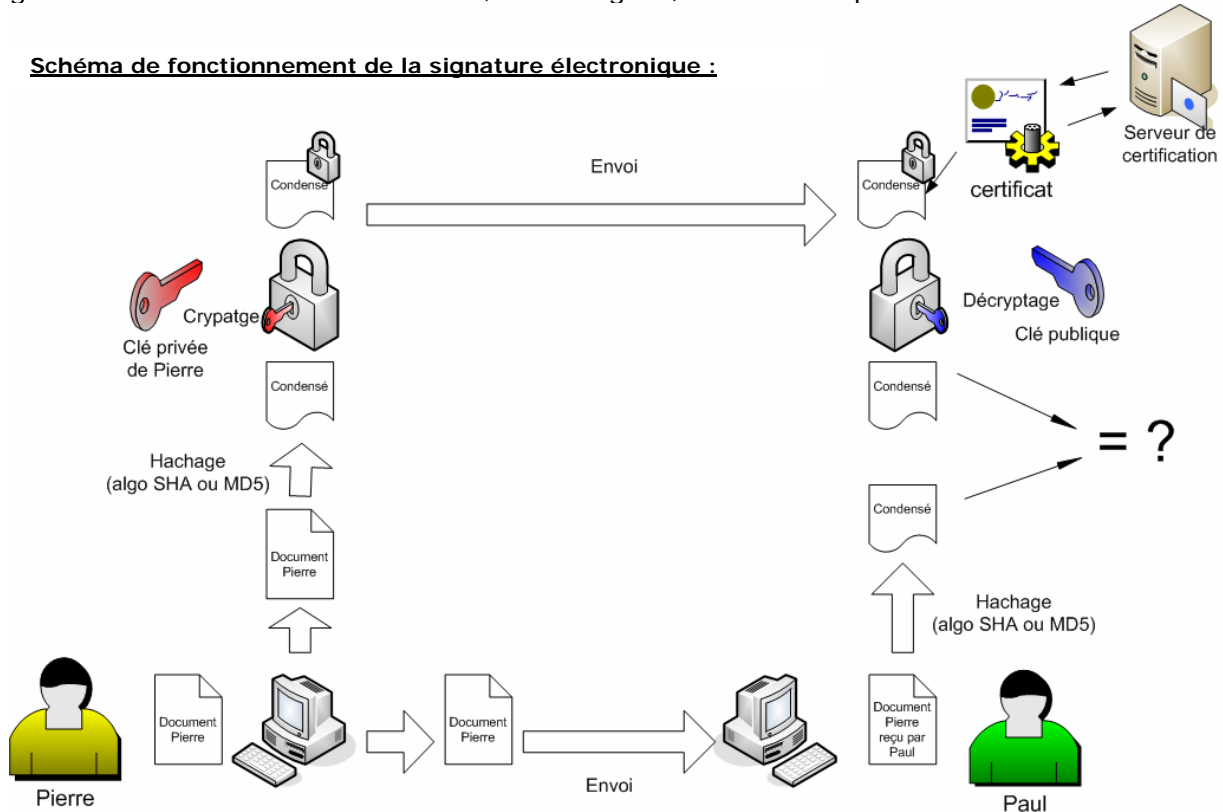 Schéma de fonctionnement de la signature électronique :
Serveur de
certification
certificat
Condensé
Envoi
Condensé
Crypatge
Clé privée
de Pierre
Décryptage
Clé publique
Condensé
Condensé
= ?
Hachage
(algo SHA ou MD5)
Condensé
Document
Pierre
Hachage
(algo SHA ou MD5)
Document
Pierre
Document
Pierre
Document
Pierre
reçu par
Paul
Envoi
Pierre
Paul